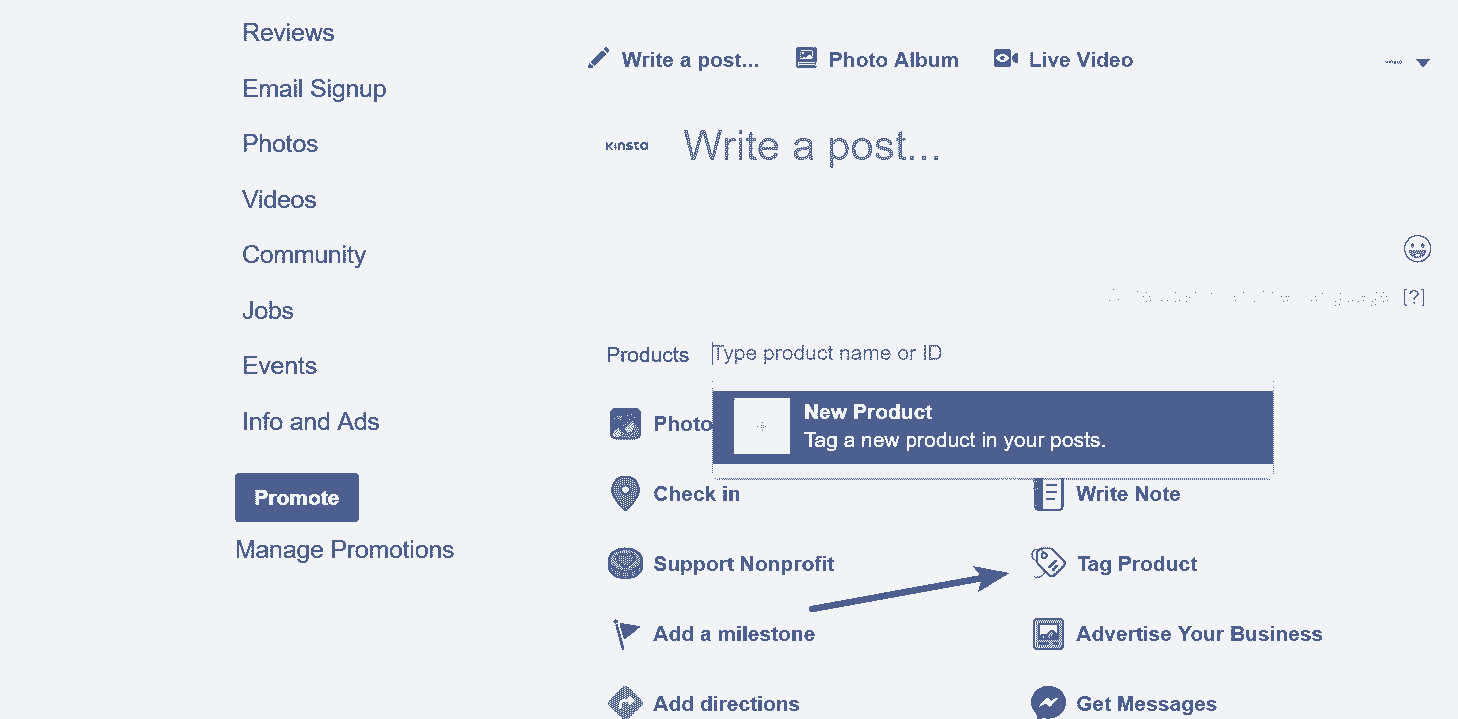 Reviews
Email Signup
Photos
Videos
Community
Jobs
Events
Info and Ads
Promote
Manage Promotions
Write a post...
Photo Album
Live Video
Kinsta
Write a post...
[?]
Products
Type product name or ID
New Product
Tag a new product in your posts.
Photo
Check in
Write Note
Support Nonprofit
Tag Product
Add a milestone
Advertise Your Business
Add directions
Get Messages